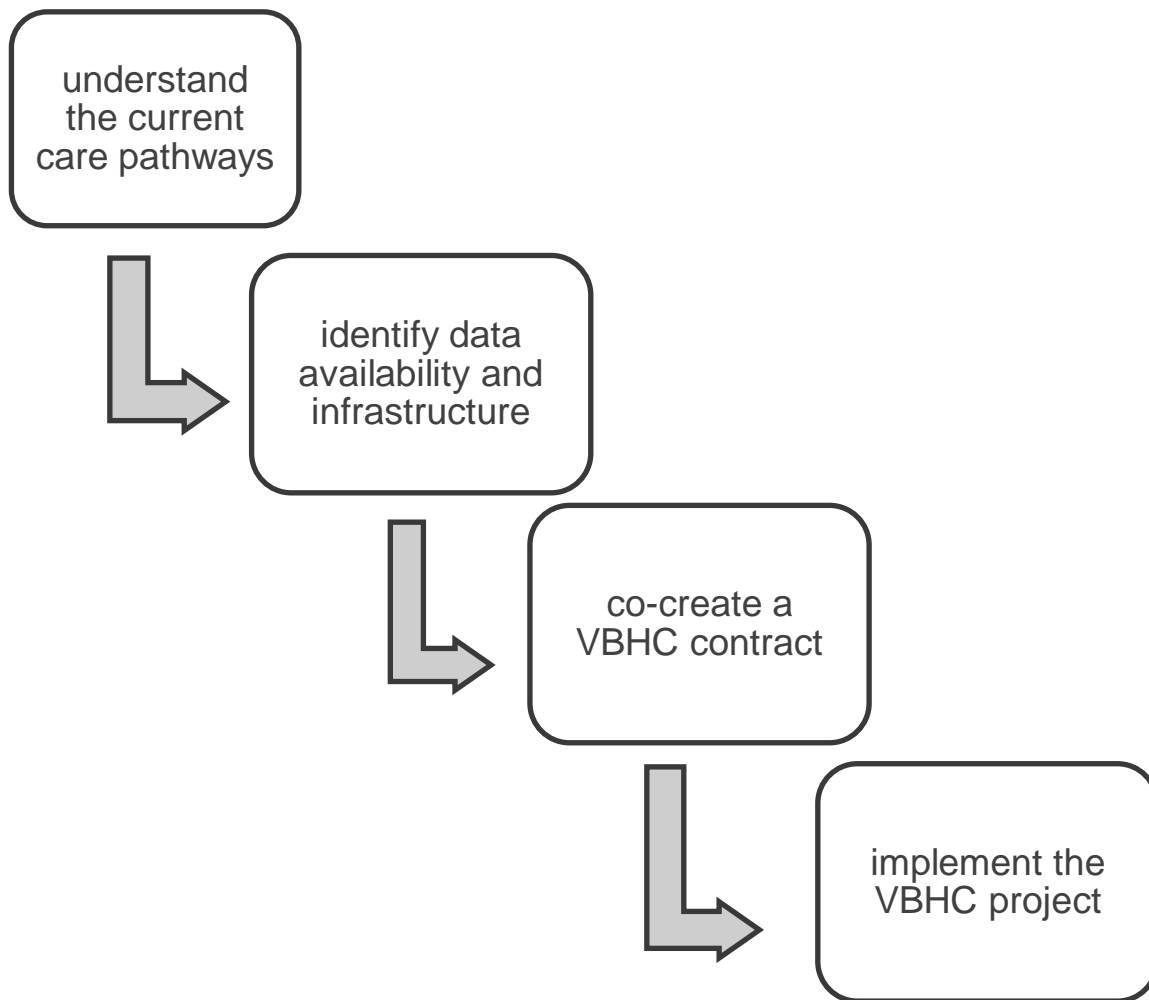 understand
the current
care pathways
identify data
availability and
infrastructure
co-create a
VBHC contract
implement the
VBHC project